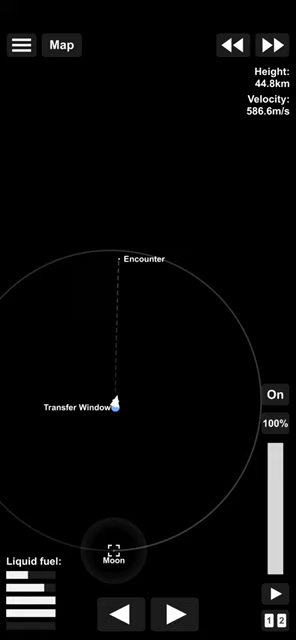 Map
Height:
44.8km
Velocity:
586.6m/s
Encounter
On
Transfer Window
100%
Moon
Liquid fuel:
1 2